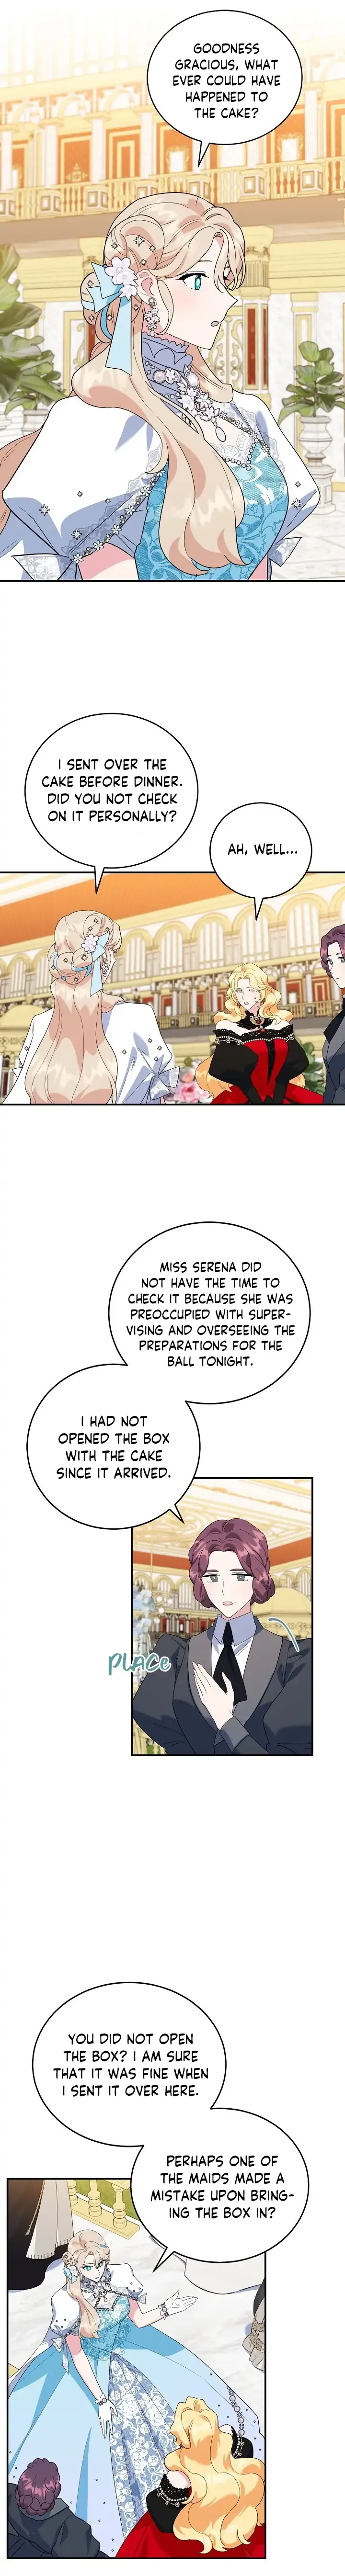 GOODNESS
GRACIOUS, WHAT
EVER COULD HAVE
HAPPENED TO
THE CAKE?
I SENT OVER THE
CAKE BEFORE DINNER.
DID YOU NOT CHECK
ON IT PERSONALLY?
AH, WELL...
MISS SERENA DID
NOT HAVE THE TIME TO
CHECK IT BECAUSE SHE WAS
PREOCCUPIED WITH SUPER-
VISING AND OVERSEEING THE
PREPARATIONS FOR THE
BALL TONIGHT.
I HAD NOT
OPENED THE BOX
WITH THE CAKE
SINCE IT ARRIVED.
PLACE
YOU DID NOT OPEN
THE BOX? I AM SURE
THAT IT WAS FINE WHEN
I SENT IT OVER HERE.
PERHAPS ONE OF
THE MAIDS MADE A
MISTAKE UPON BRING-
ING THE BOX IN?